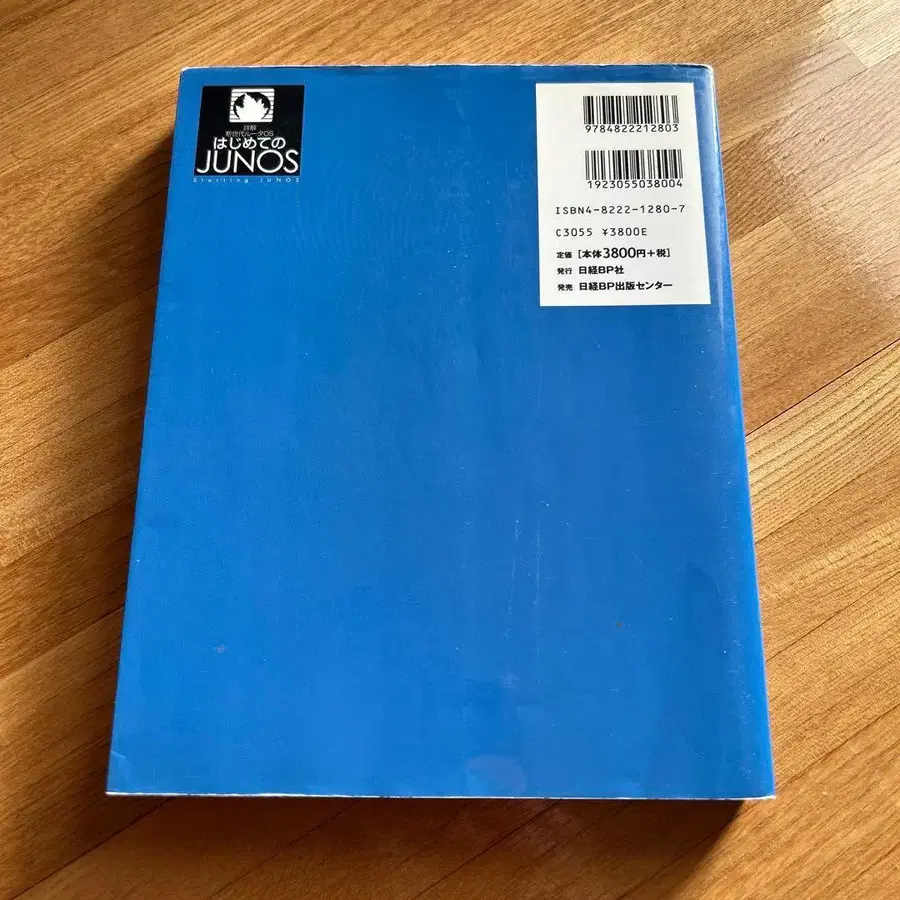 詳解
新世代ルータOS
はじめての
JUNOS
Starting JUNOS
9784822212803
1923055038004
ISBN4-8222-1280-7
C3055 ¥3800E
定価 [本体3800円+税]
発行 日経BP社
発売 日経BP出版センター